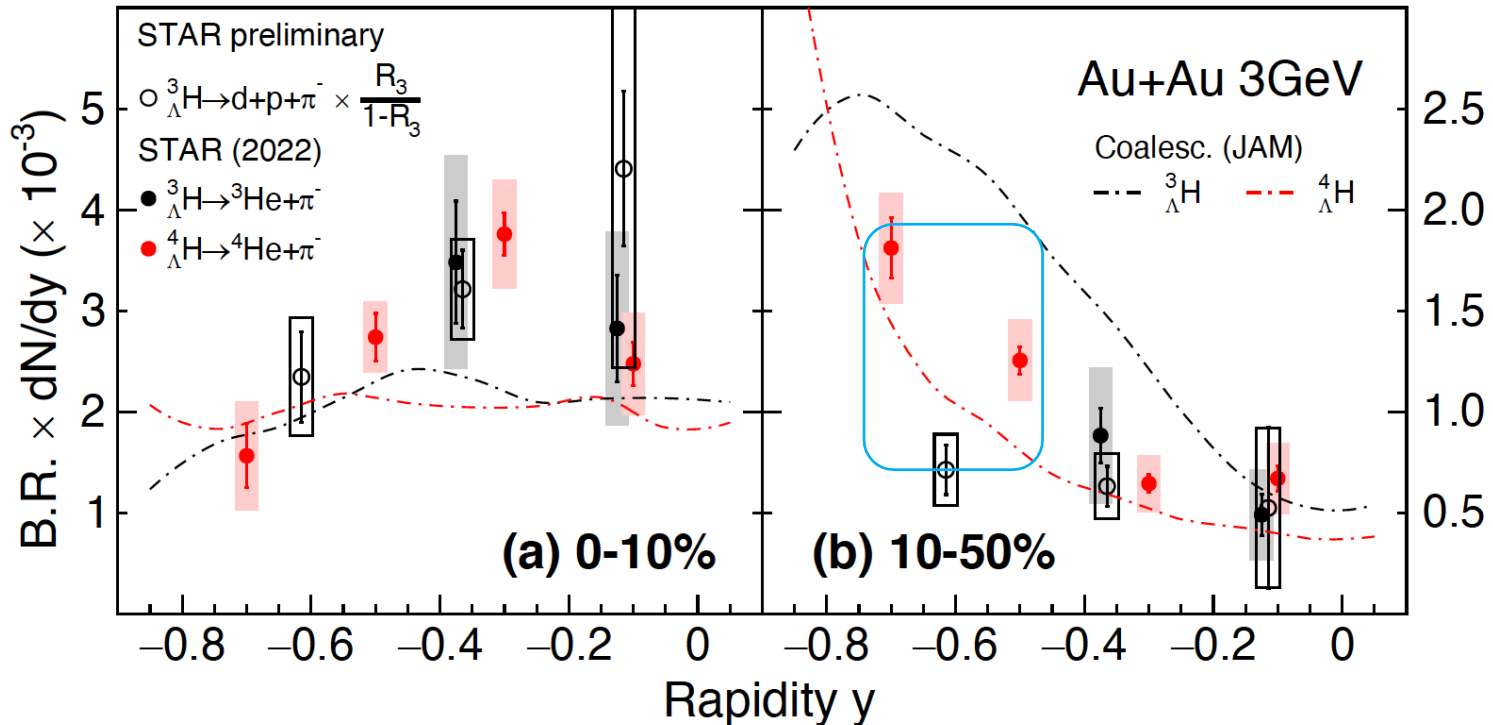 STAR preliminary
³ΛH→d+p+π⁻ × R₃/1-R₃
STAR (2022)
³ΛH→³He+π⁻
⁴ΛH→⁴He+π⁻
Au+Au 3GeV
Coalesc. (JAM)
³ΛH ⁴ΛH
B.R. × dN/dy (× 10⁻³)
5
4
3
2
1
2.5
2.0
1.5
1.0
0.5
(a) 0-10%
(b) 10-50%
−0.8 −0.6 −0.4 −0.2 0 −0.8 −0.6 −0.4 −0.2 0
Rapidity y